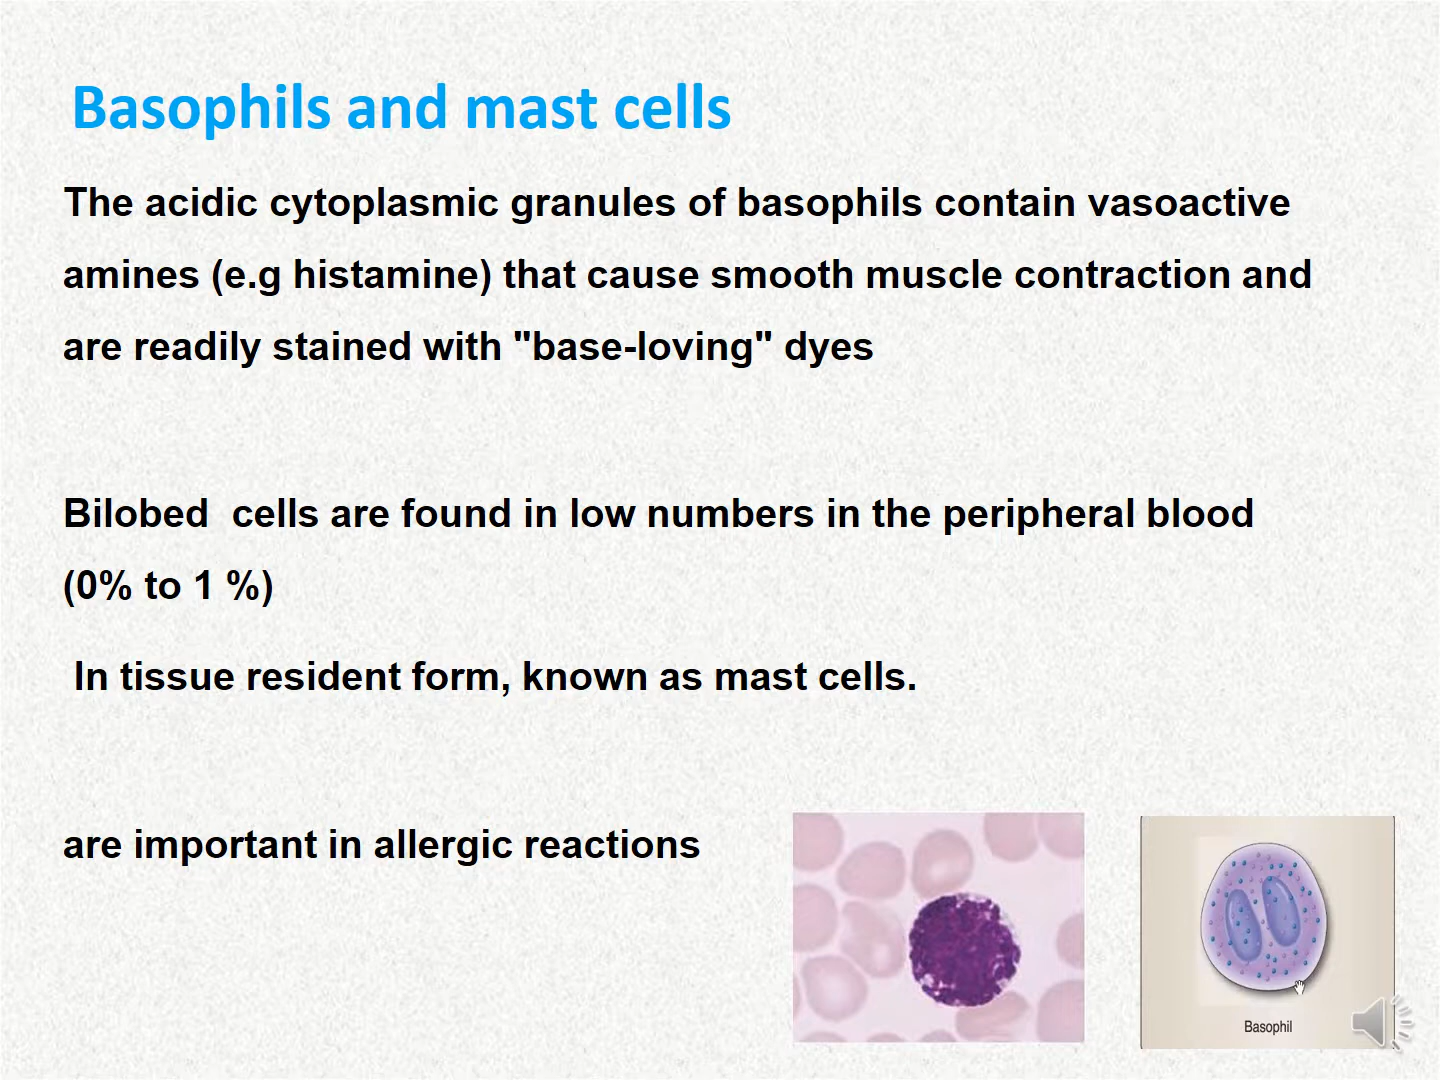 Basophils and mast cells
The acidic cytoplasmic granules of basophils contain vasoactive
amines (e.g histamine) that cause smooth muscle contraction and
are readily stained with "base-loving" dyes
Bilobed  cells are found in low numbers in the peripheral blood
(0% to 1 %)
In tissue resident form, known as mast cells.
are important in allergic reactions
Basophil